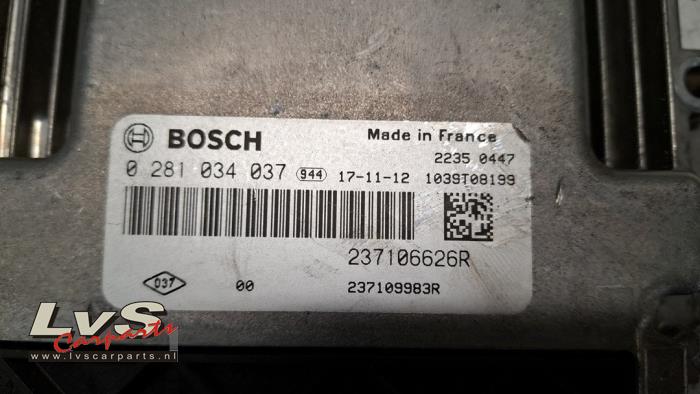 BOSCH Made in France
2235 0447
0 281 034 037 944 17-11-12 1039T08199
237106626R
037 00 237109983R
LvS
Carparts
www.lvscarparts.nl